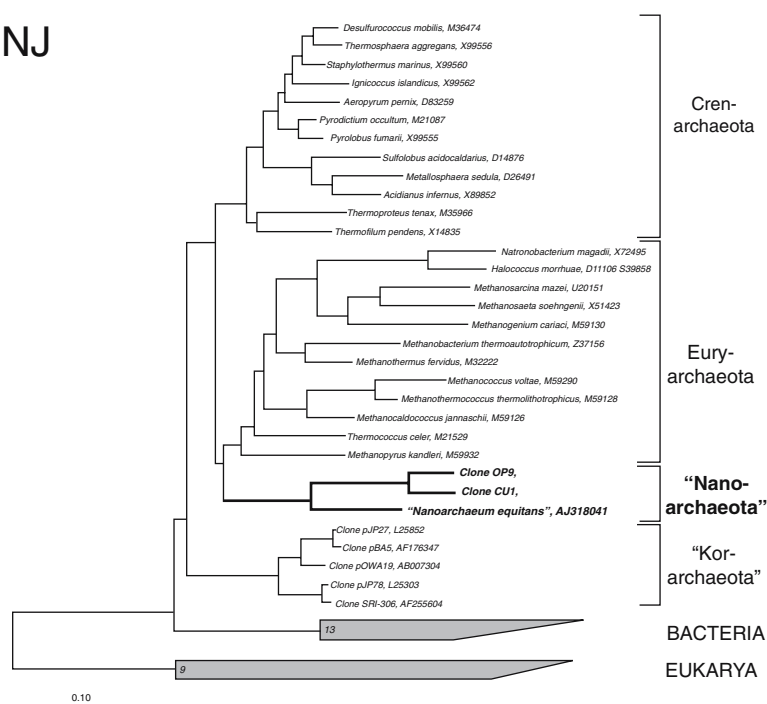 NJ
Desulfurococcus mobilis, M36474
Thermosphaera aggregans, X99556
Staphylothermus marinus, X99560
Ignicoccus islandicus, X99562
Aeropyrum pernix, D83259
Pyrodictium occultum, M21087
Pyrolobus fumarii, X99555
Sulfolobus acidocaldarius, D14876
Metallosphaera sedula, D26491
Acidianus infernus, X89852
Thermoproteus tenax, M35966
Thermofilum pendens, X14835
Cren-
archaeota
Natronobacterium magadii, X72495
Halococcus morrhuae, D11106 S39858
Methanosarcina mazei, U20151
Methanosaeta soehngenii, X51423
Methanogenium cariaci, M59130
Methanobacterium thermoautotrophicum, Z37156
Methanothermus fervidus, M32222
Methanococcus voltae, M59290
Methanothermococcus thermolithotrophicus, M59128
Methanocaldococcus jannaschii, M59126
Thermococcus celer, M21529
Methanopyrus kandleri, M59932
Eury-
archaeota
Clone OP9,
Clone CU1,
“Nanoarchaeum equitans”, AJ318041
“Nano-
archaeota”
Clone pJP27, L25852
Clone pBA5, AF176347
Clone pOWA19, AB007304
Clone pJP78, L25303
Clone SRI-306, AF255604
“Kor-
archaeota”
13
BACTERIA
9
EUKARYA
0.10